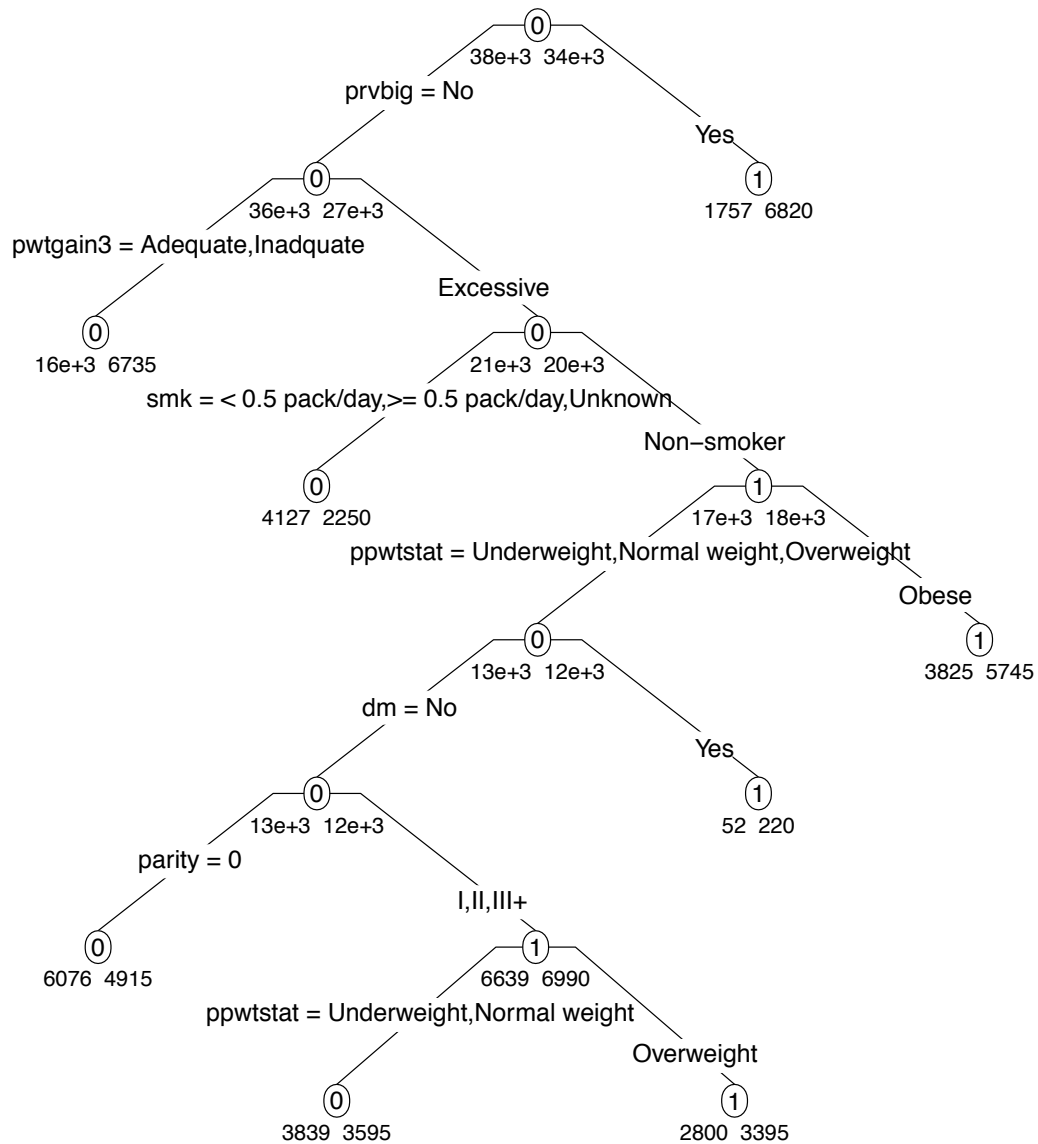 0
38e+3 34e+3
prvbig = No
Yes
0
1
36e+3 27e+3
1757 6820
pwtgain3 = Adequate,Inadquate
Excessive
0
0
16e+3 6735
21e+3 20e+3
smk = < 0.5 pack/day,>= 0.5 pack/day,Unknown
Non−smoker
0
1
4127 2250
17e+3 18e+3
ppwtstat = Underweight,Normal weight,Overweight
Obese
0
1
13e+3 12e+3
3825 5745
dm = No
Yes
0
1
13e+3 12e+3
52 220
parity = 0
I,II,III+
0
1
6076 4915
6639 6990
ppwtstat = Underweight,Normal weight
Overweight
0
1
3839 3595
2800 3395